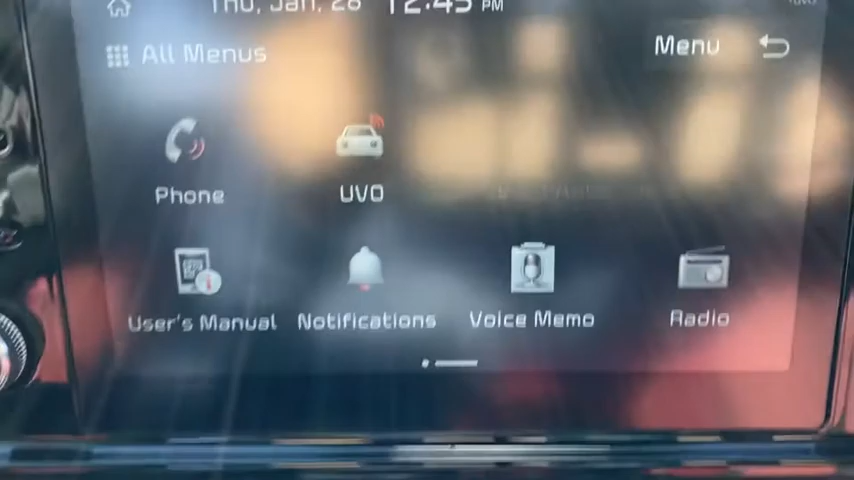 Thu, Jan, 28 12:45 PM
All Menus Menu
Phone UVO
User's Manual Notifications Voice Memo Radio